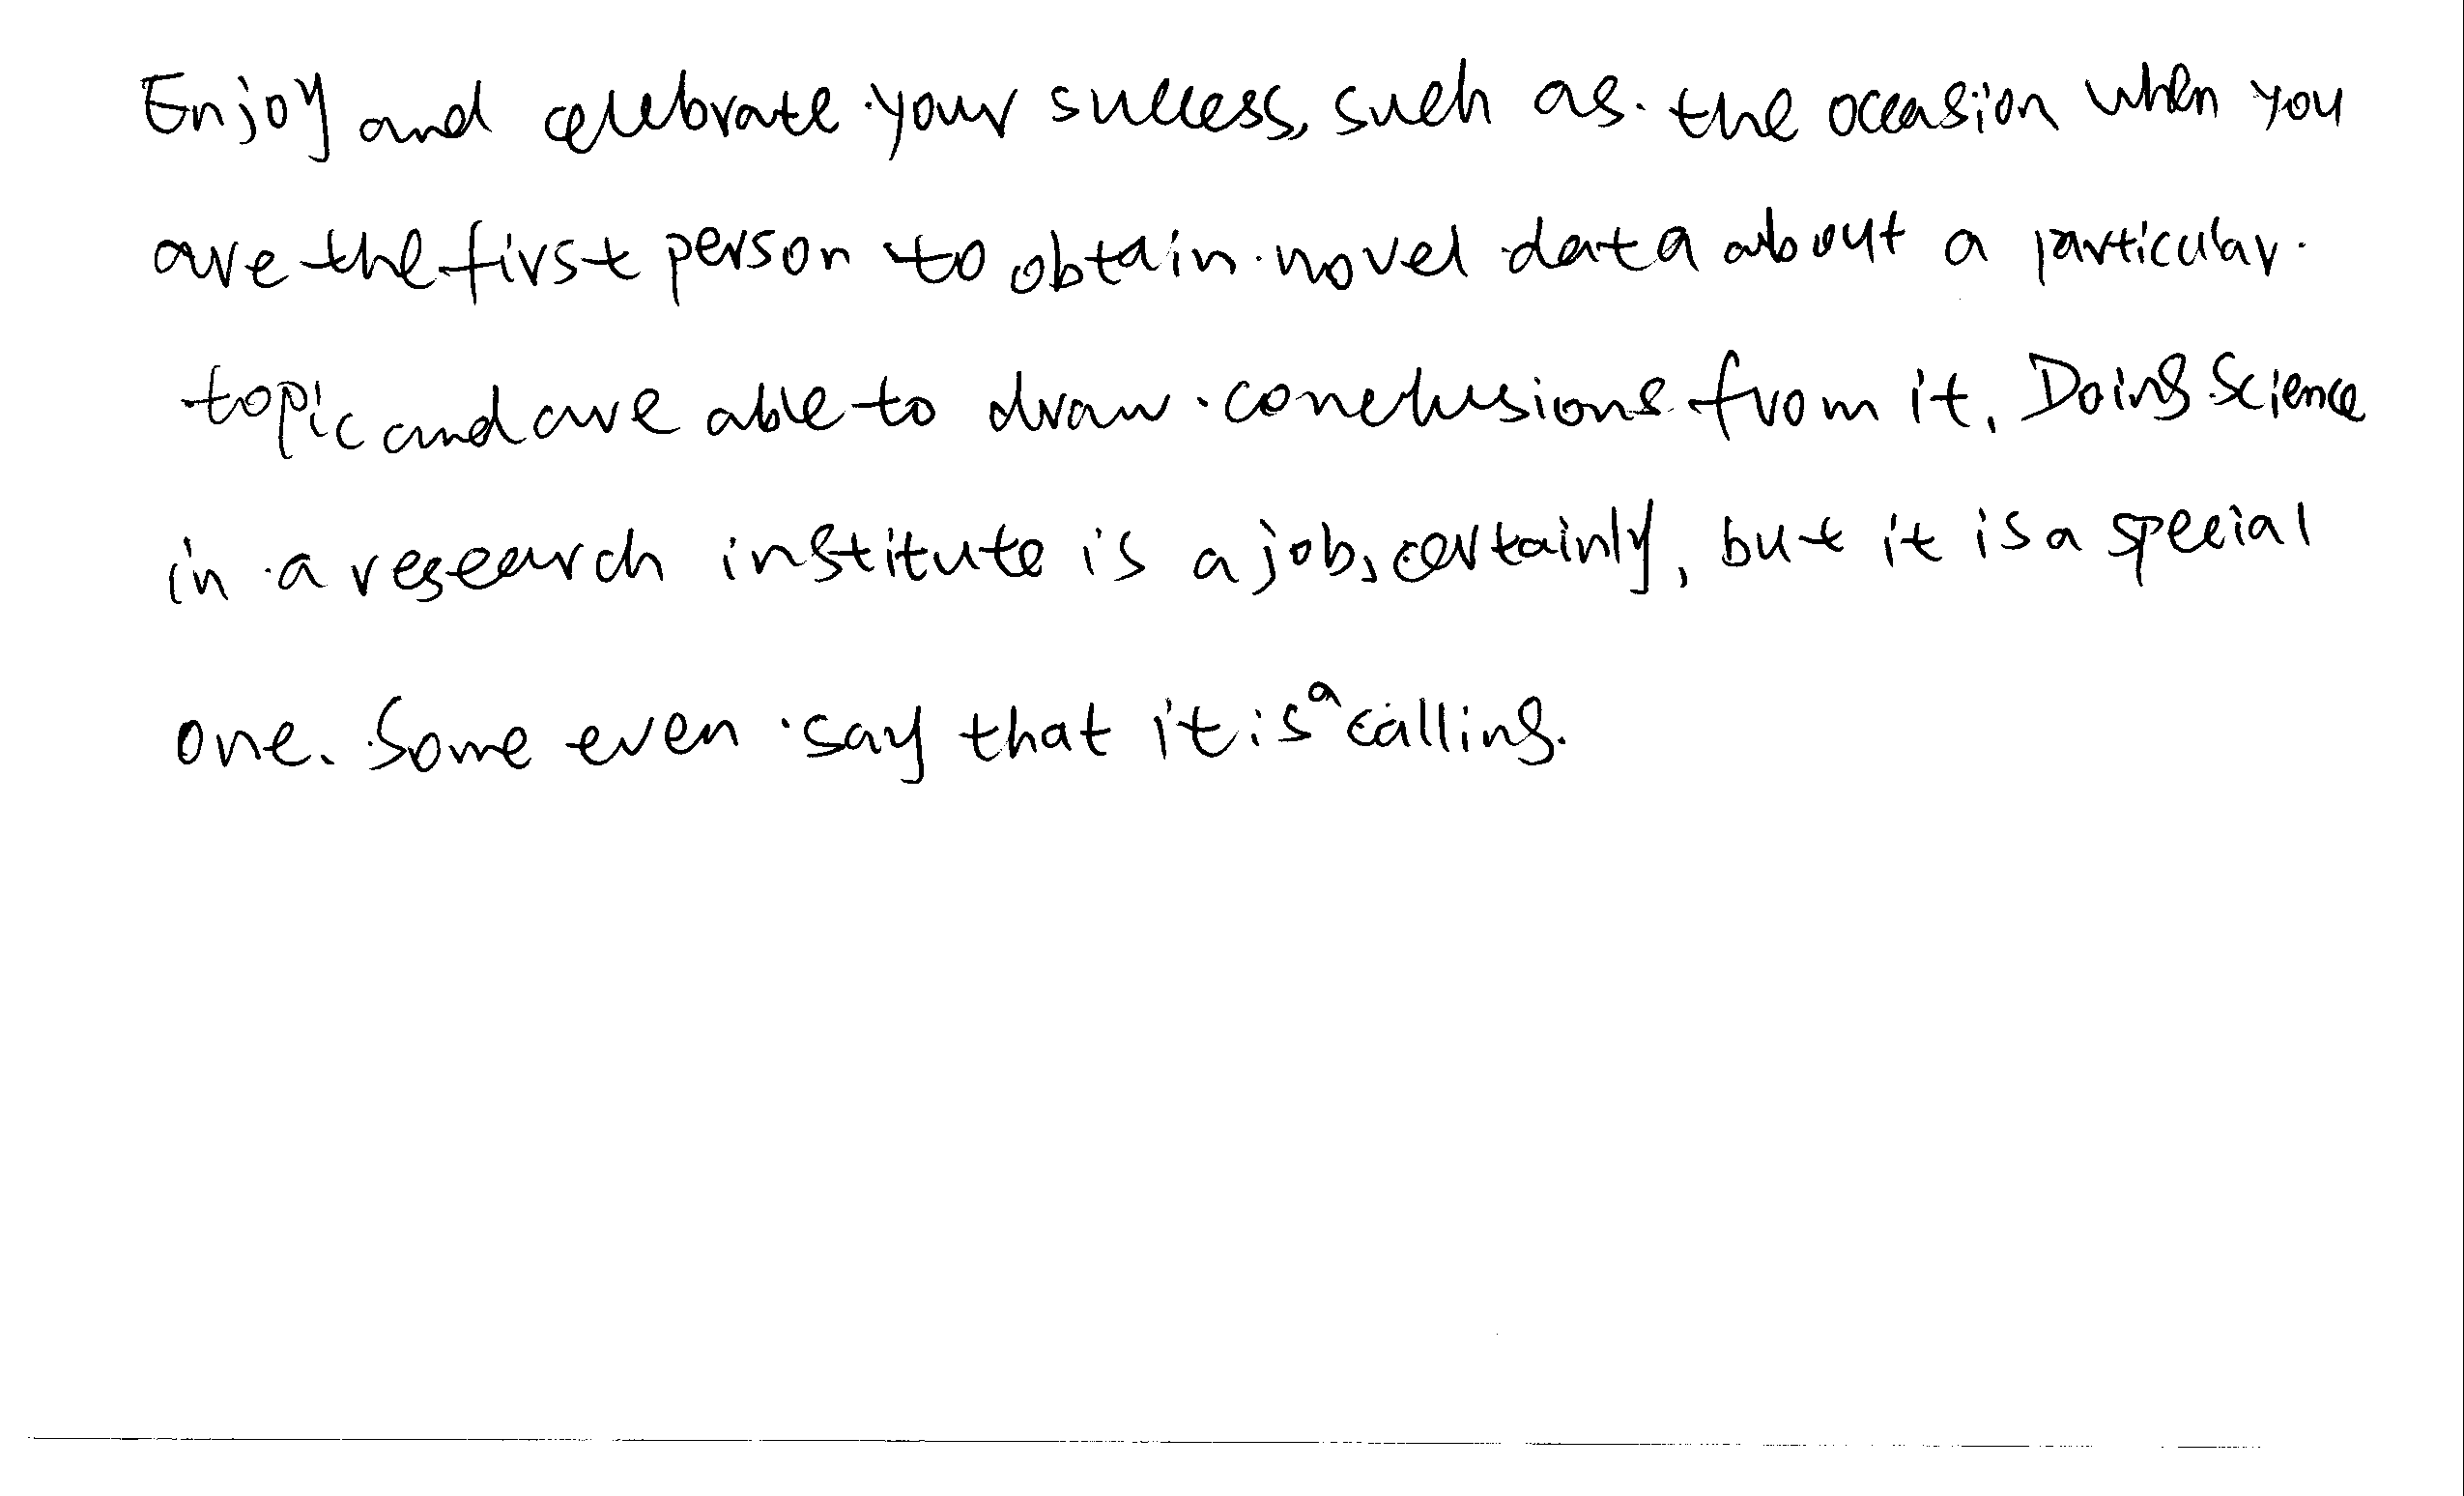 Enjoy and celebrate your success, such as the occasion when you
are the first person to obtain novel data about a particular
topic and are able to draw conclusions from it. Doing Science
in a research institute is a job, certainly, but it is a special
one. Some even say that it is a calling.